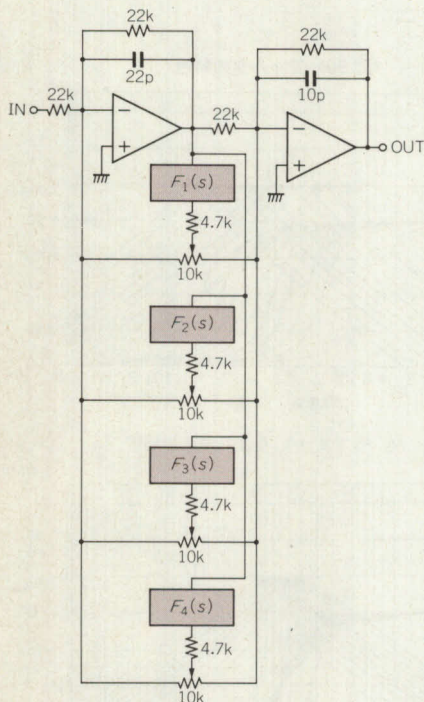 22k
22k
22p
10p
IN
22k
22k
OUT
−
+
−
+
F₁(s)
4.7k
10k
F₂(s)
4.7k
10k
F₃(s)
4.7k
10k
F₄(s)
4.7k
10k